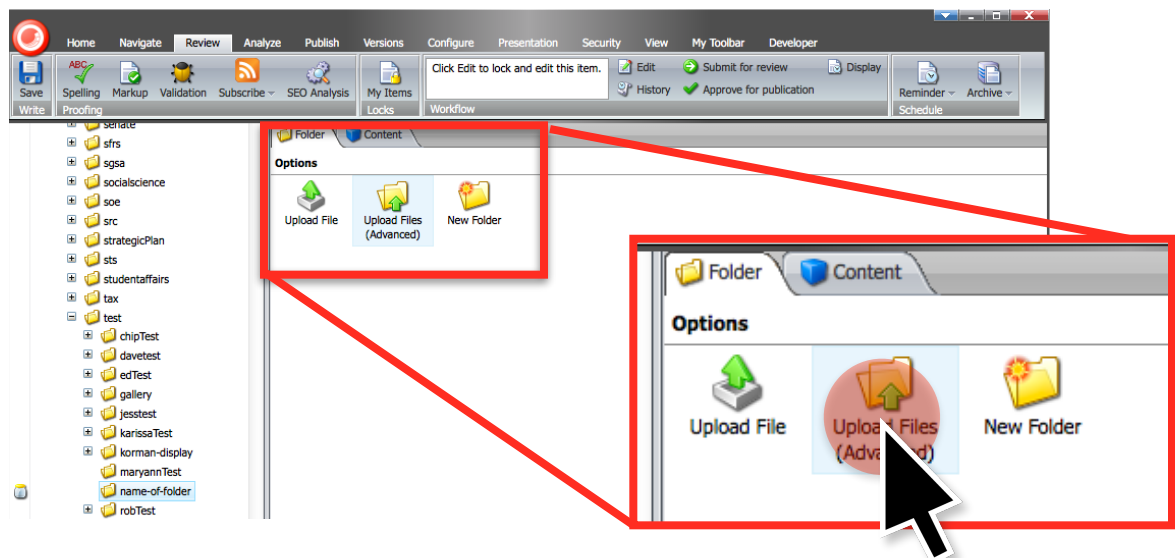 Home Navigate Review Analyze Publish Versions Configure Presentation Security View My Toolbar Developer
Save
Write
ABC
Spelling Markup Validation Subscribe SEO Analysis
Proofing
My Items
Locks
Click Edit to lock and edit this item.
Edit
History
Submit for review
Approve for publication
Display
Workflow
Reminder Archive
Schedule
senate
sfrs
sgsa
socialscience
soe
src
strategicPlan
sts
studentaffairs
tax
test
chipTest
davetest
edTest
gallery
jesstest
karissaTest
korman-display
maryannTest
name-of-folder
robTest
Folder Content
Options
Upload File
Upload Files
(Advanced)
New Folder
Folder Content
Options
Upload File
Upload Files
(Advanced)
New Folder